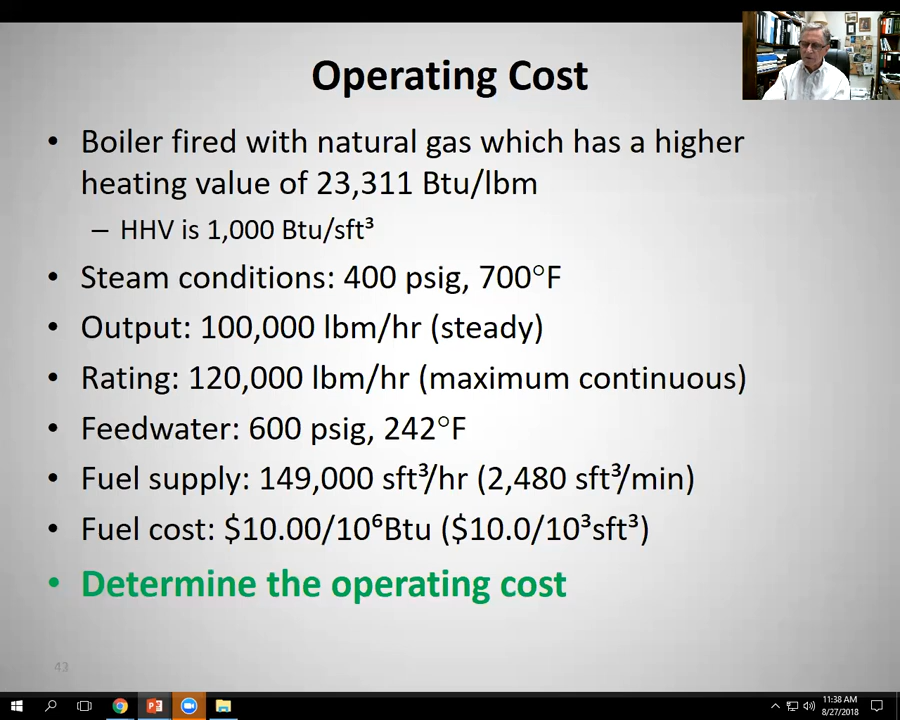 Operating Cost
• Boiler fired with natural gas which has a higher
heating value of 23,311 Btu/lbm
– HHV is 1,000 Btu/sft³
• Steam conditions: 400 psig, 700°F
• Output: 100,000 lbm/hr (steady)
• Rating: 120,000 lbm/hr (maximum continuous)
• Feedwater: 600 psig, 242°F
• Fuel supply: 149,000 sft³/hr (2,480 sft³/min)
• Fuel cost: $10.00/10⁶Btu ($10.0/10³sft³)
• Determine the operating cost
43
11:38 AM
8/27/2018